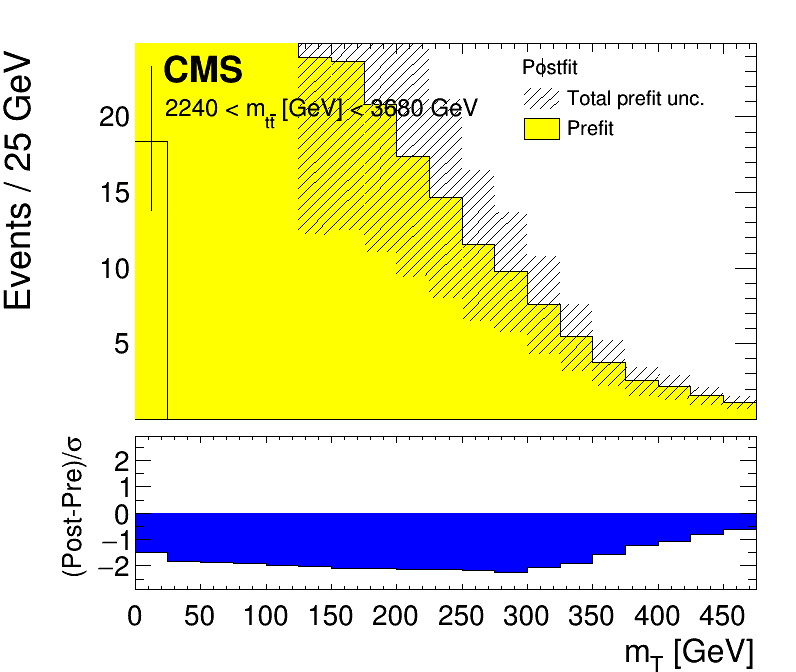 CMS
2240 < m_tt̄ [GeV] < 3680 GeV
Postfit
Total prefit unc.
Prefit
Events / 25 GeV
20
15
10
5
(Post-Pre)/σ
2
1
0
−1
−2
0 50 100 150 200 250 300 350 400 450
m_T [GeV]